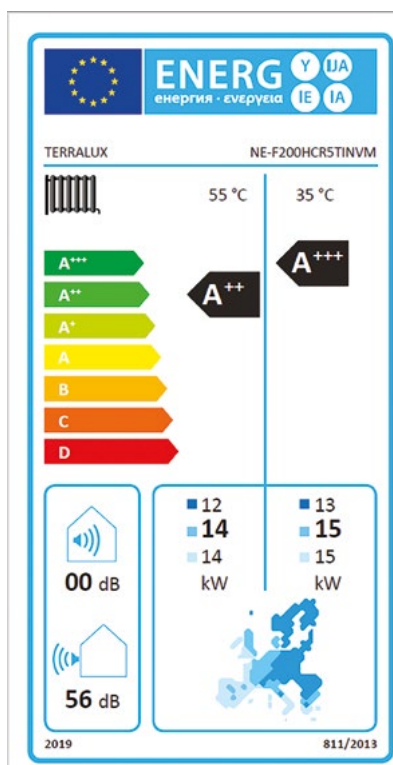 ENERG Y IJA
енергия · ενεργεια IE IA
TERRALUX NE-F200HCR5TINVM
55 °C 35 °C
A+++
A+++
A++
A++
A+
A
B
C
D
12 13
14 15
14 15
kW kW
00 dB
56 dB
2019 811/2013